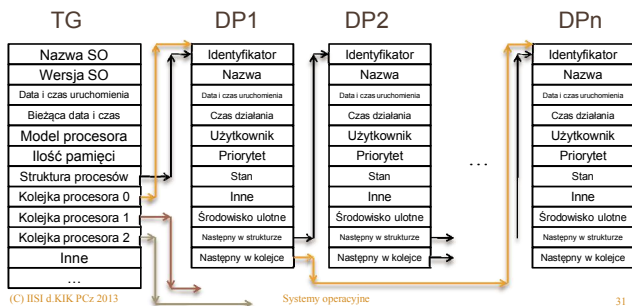 TG
DP1
DP2
DPn
Nazwa SO
Wersja SO
Data i czas uruchomienia
Bieżąca data i czas
Model procesora
Ilość pamięci
Struktura procesów
Kolejka procesora 0
Kolejka procesora 1
Kolejka procesora 2
Inne
...
Identyfikator
Nazwa
Data i czas uruchomienia
Czas działania
Użytkownik
Priorytet
Stan
Inne
Środowisko ulotne
Następny w strukturze
Następny w kolejce
Identyfikator
Nazwa
Data i czas uruchomienia
Czas działania
Użytkownik
Priorytet
Stan
Inne
Środowisko ulotne
Następny w strukturze
Następny w kolejce
...
Identyfikator
Nazwa
Data i czas uruchomienia
Czas działania
Użytkownik
Priorytet
Stan
Inne
Środowisko ulotne
Następny w strukturze
Następny w kolejce
(C) IISI d.KIK PCz 2013
Systemy operacyjne
31